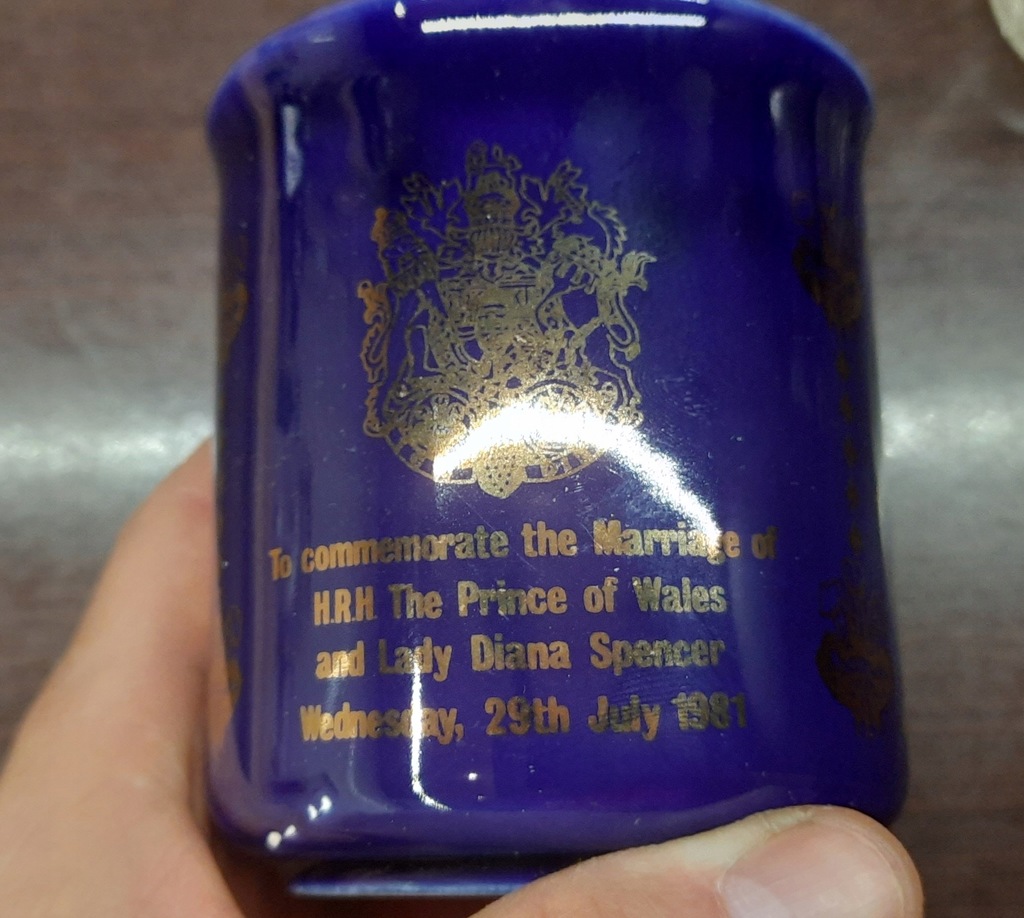 To commemorate the Marriage of
H.R.H. The Prince of Wales
and Lady Diana Spencer
Wednesday, 29th July 1981